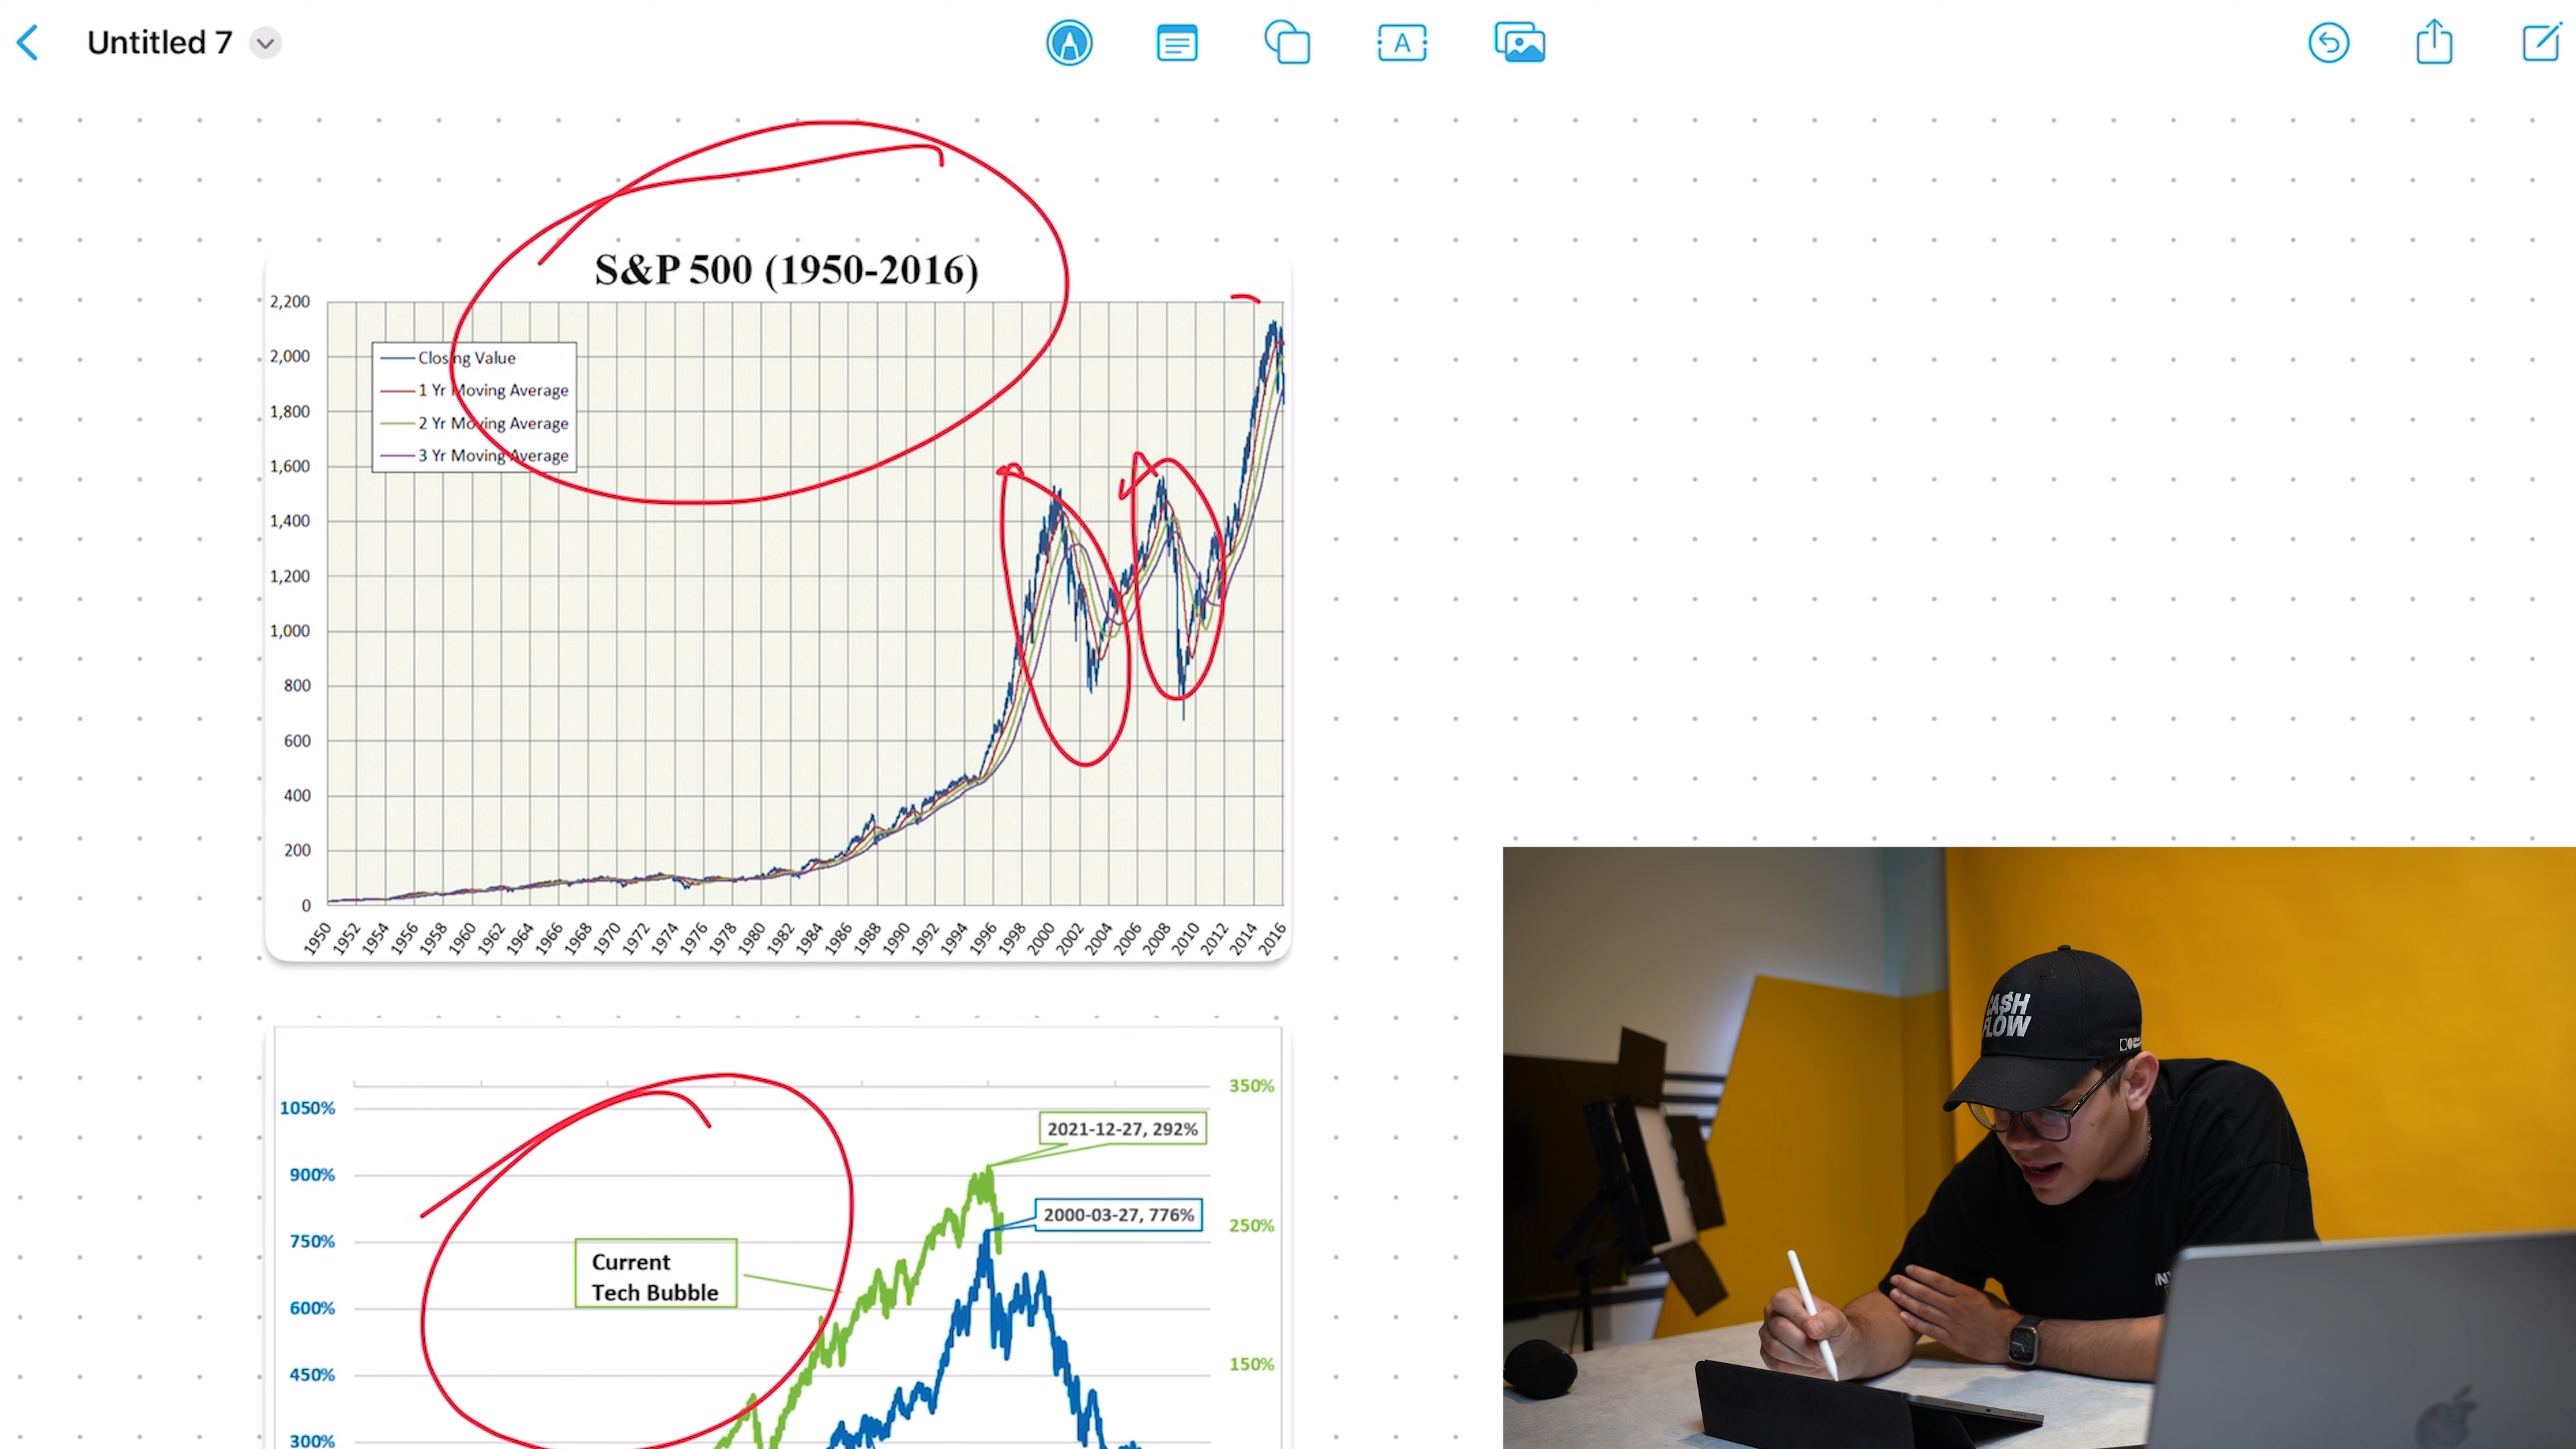 Untitled 7
A
S&P 500 (1950-2016)
2,200
2,000
1,800
1,600
1,400
1,200
1,000
800
600
400
200
0
Closing Value
1 Yr Moving Average
2 Yr Moving Average
3 Yr Moving Average
1950 1952 1954 1956 1958 1960 1962 1964 1966 1968 1970 1972 1974 1976 1978 1980 1982 1984 1986 1988 1990 1992 1994 1996 1998 2000 2002 2004 2006 2008 2010 2012 2014 2016
1050%
900%
750%
600%
450%
300%
350%
250%
150%
2021-12-27, 292%
2000-03-27, 776%
Current
Tech Bubble
CA$H
FLOW